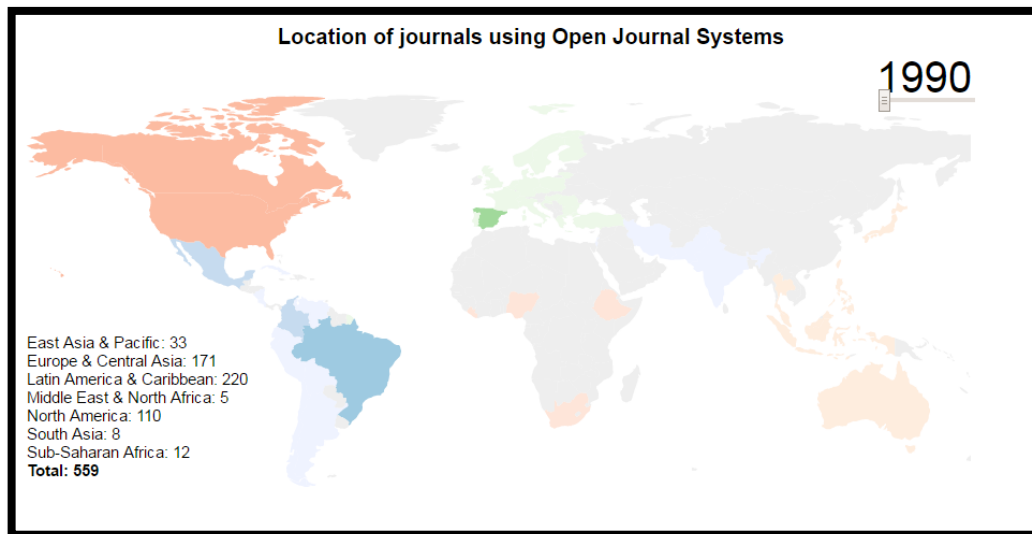 Location of journals using Open Journal Systems
1990
East Asia & Pacific: 33
Europe & Central Asia: 171
Latin America & Caribbean: 220
Middle East & North Africa: 5
North America: 110
South Asia: 8
Sub-Saharan Africa: 12
Total: 559